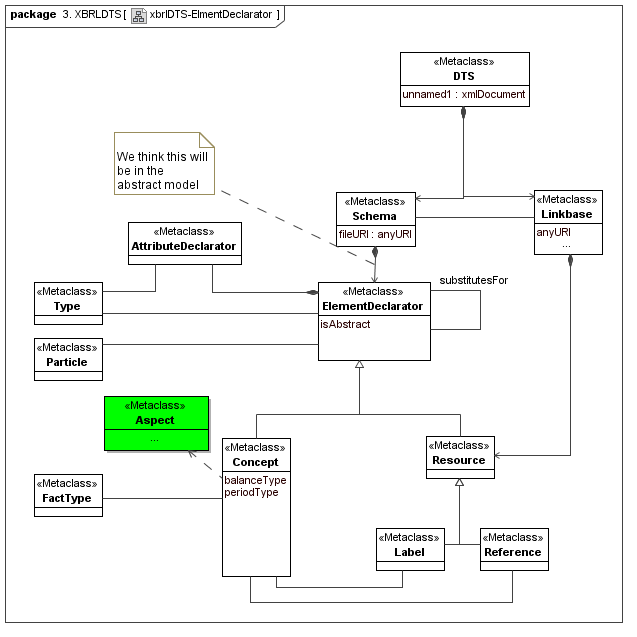 package 3. XBRLDTS [ xbrlDTS-ElmentDeclarator ]
«Metaclass»
DTS
unnamed1 : xmlDocument
We think this will
be in the
abstract model
«Metaclass»
Schema
fileURI : anyURI
«Metaclass»
Linkbase
anyURI
...
«Metaclass»
AttributeDeclarator
substitutesFor
«Metaclass»
Type
«Metaclass»
ElementDeclarator
isAbstract
«Metaclass»
Particle
«Metaclass»
Aspect
...
«Metaclass»
Concept
balanceType
periodType
«Metaclass»
Resource
«Metaclass»
FactType
«Metaclass»
Label
«Metaclass»
Reference